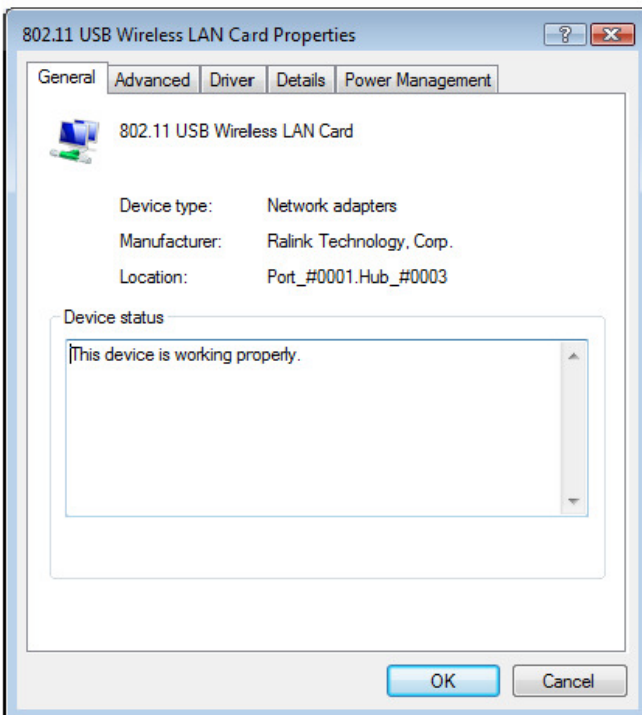 802.11 USB Wireless LAN Card Properties
General Advanced Driver Details Power Management
802.11 USB Wireless LAN Card
Device type: Network adapters
Manufacturer: Ralink Technology, Corp.
Location: Port_#0001.Hub_#0003
Device status
This device is working properly.
OK Cancel